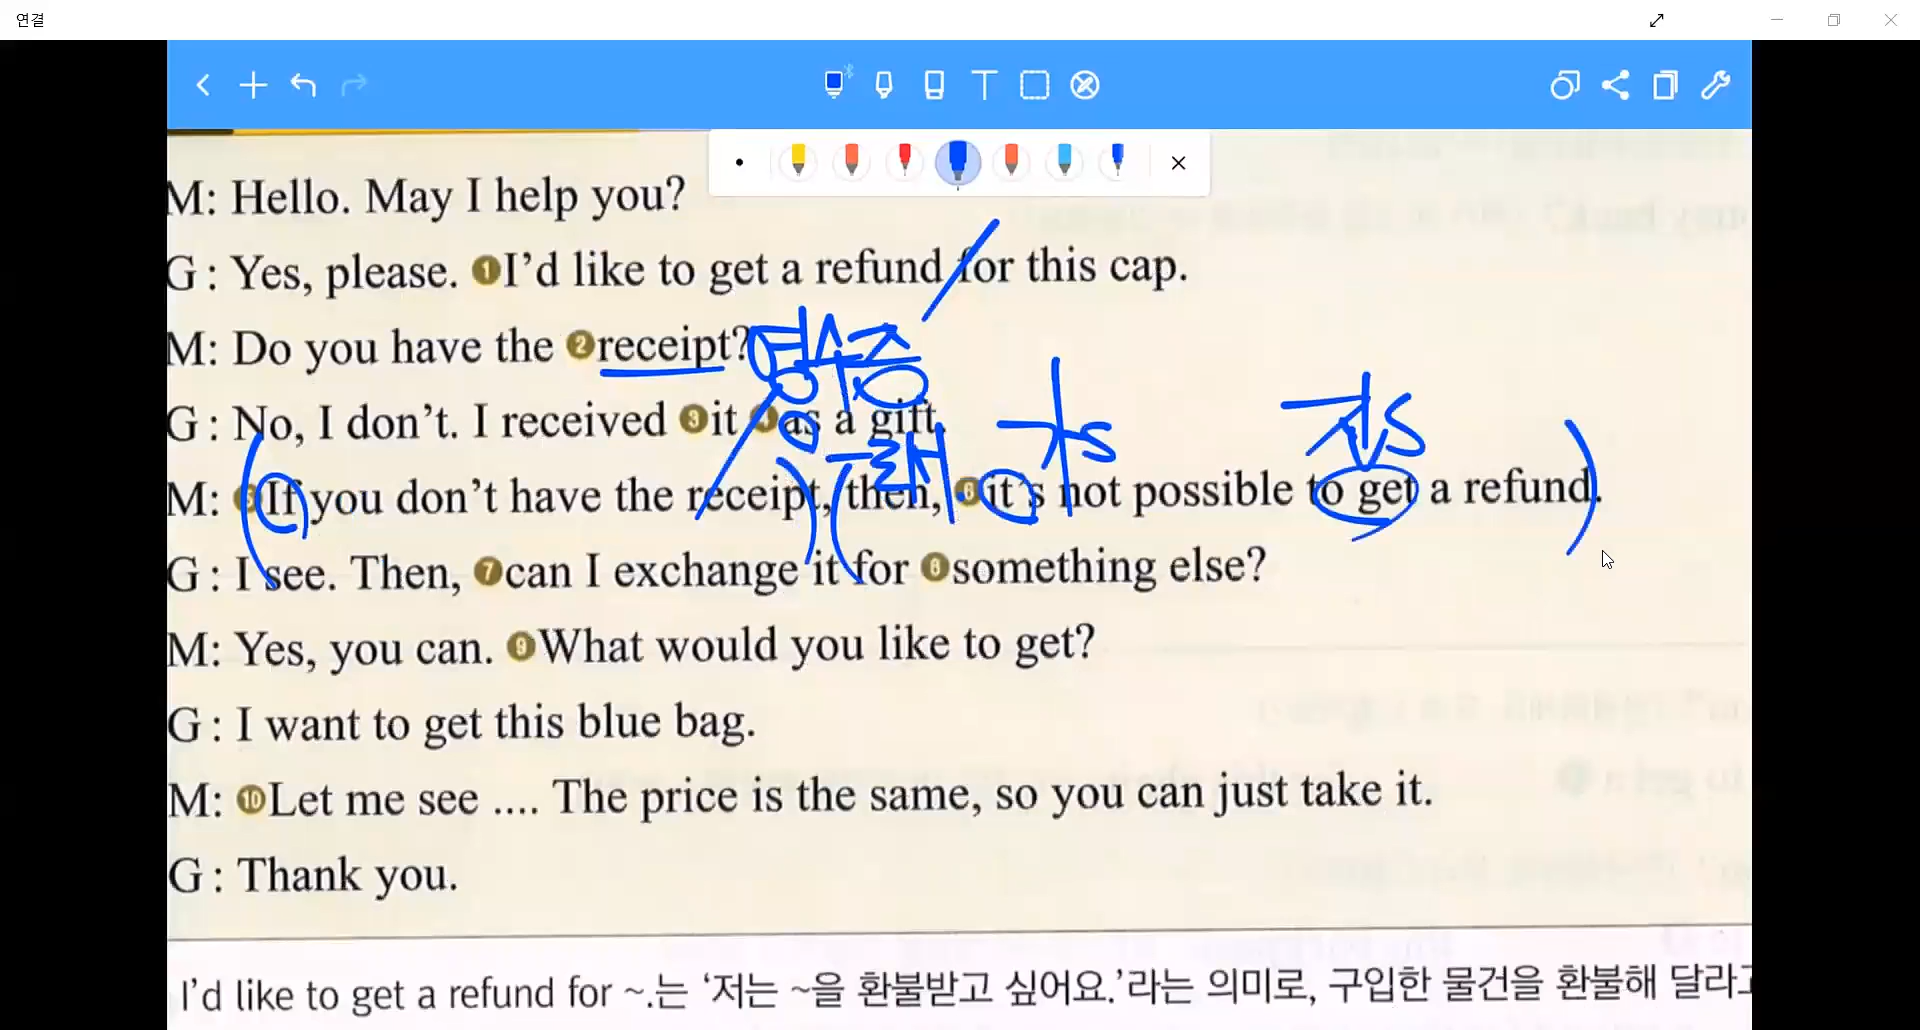 연결
M: Hello. May I help you?
G: Yes, please. ❶I'd like to get a refund for this cap.
M: Do you have the ❷receipt? 영수증
G: No, I don't. I received ❸it ❹as a gift.
가S 진S
M: ❺If you don't have the receipt, then, ❻it's not possible to get a refund.
G: I see. Then, ❼can I exchange it for ❽something else?
M: Yes, you can. ❾What would you like to get?
G: I want to get this blue bag.
M: ❿Let me see .... The price is the same, so you can just take it.
G: Thank you.
I'd like to get a refund for ~.는 ‘저는 ~을 환불받고 싶어요.’라는 의미로, 구입한 물건을 환불해 달라고